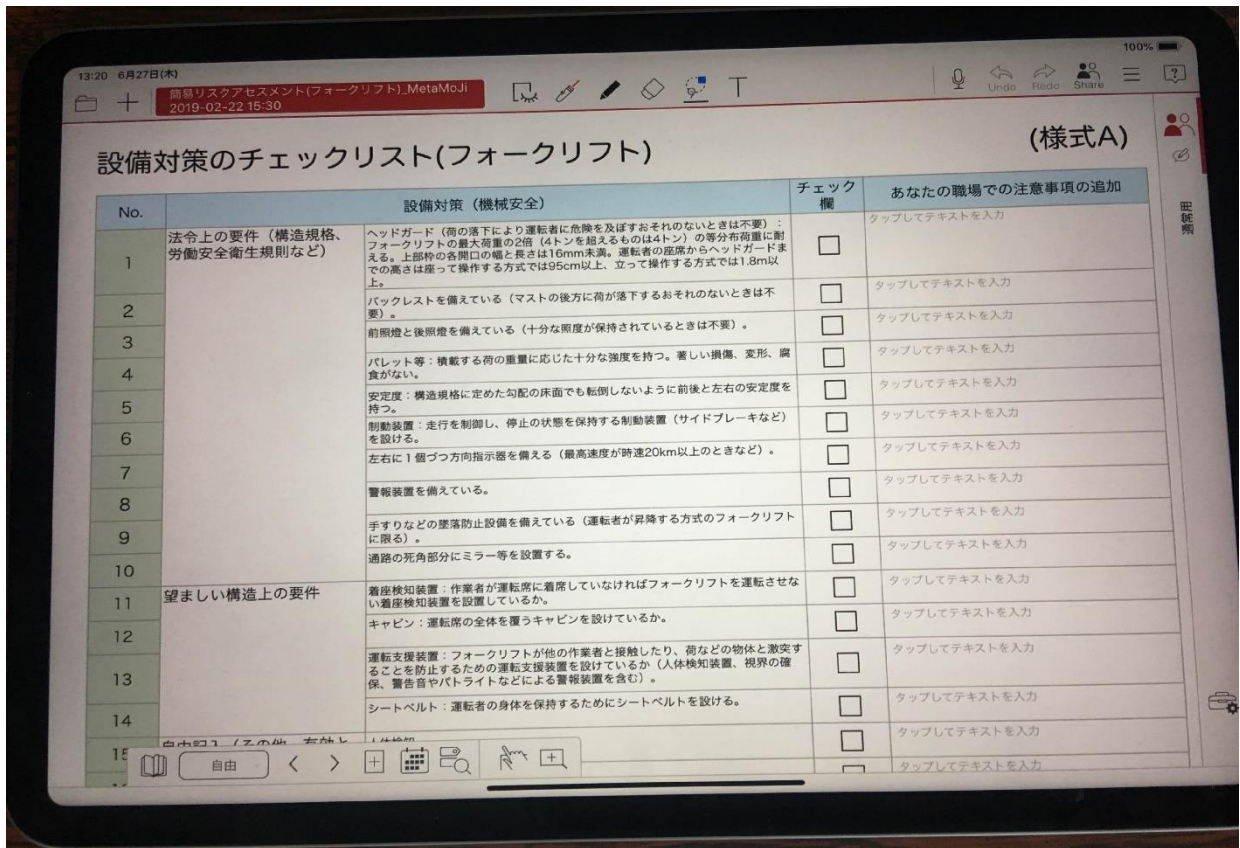 13:20 6月27日(木)
100%
簡易リスクアセスメント(フォークリフト)_MetaMoJi
2019-02-22 15:30
T
Undo
Redo
Share
?
設備対策のチェックリスト(フォークリフト)
(様式A)
No.
設備対策（機械安全）
チェック
欄
あなたの職場での注意事項の追加
1
法令上の要件（構造規格、
労働安全衛生規則など）
ヘッドガード（荷の落下により運転者に危険を及ぼすおそれのないときは不要）：
フォークリフトの最大荷重の2倍（4トンを超えるものは4トン）の等分布荷重に耐
える。上部枠の各開口の幅と長さは16mm未満。運転者の座席からヘッドガードま
での高さは座って操作する方式では95cm以上、立って操作する方式では1.8m以
上。
タップしてテキストを入力
2
バックレストを備えている（マストの後方に荷が落下するおそれのないときは不
要）。
タップしてテキストを入力
3
前照燈と後照燈を備えている（十分な照度が保持されているときは不要）。
タップしてテキストを入力
4
パレット等：積載する荷の重量に応じた十分な強度を持つ。著しい損傷、変形、腐
食がない。
タップしてテキストを入力
5
安定度：構造規格に定めた勾配の床面でも転倒しないように前後と左右の安定度を
持つ。
タップしてテキストを入力
6
制動装置：走行を制御し、停止の状態を保持する制動装置（サイドブレーキなど）
を設ける。
タップしてテキストを入力
7
左右に１個づつ方向指示器を備える（最高速度が時速20km以上のときなど）。
タップしてテキストを入力
8
警報装置を備えている。
タップしてテキストを入力
9
手すりなどの墜落防止設備を備えている（運転者が昇降する方式のフォークリフト
に限る）。
タップしてテキストを入力
10
通路の死角部分にミラー等を設置する。
タップしてテキストを入力
11
望ましい構造上の要件
着座検知装置：作業者が運転席に着席していなければフォークリフトを運転させな
い着座検知装置を設置しているか。
タップしてテキストを入力
12
キャビン：運転席の全体を覆うキャビンを設けているか。
タップしてテキストを入力
13
運転支援装置：フォークリフトが他の作業者と接触したり、荷などの物体と激突す
ることを防止するための運転支援装置を設けているか（人体検知装置、視界の確
保、警告音やパトライトなどによる警報装置を含む）。
タップしてテキストを入力
14
シートベルト：運転者の身体を保持するためにシートベルトを設ける。
タップしてテキストを入力
15
自由記入（その他、有効と
人体検知
タップしてテキストを入力
タップしてテキストを入力
自由